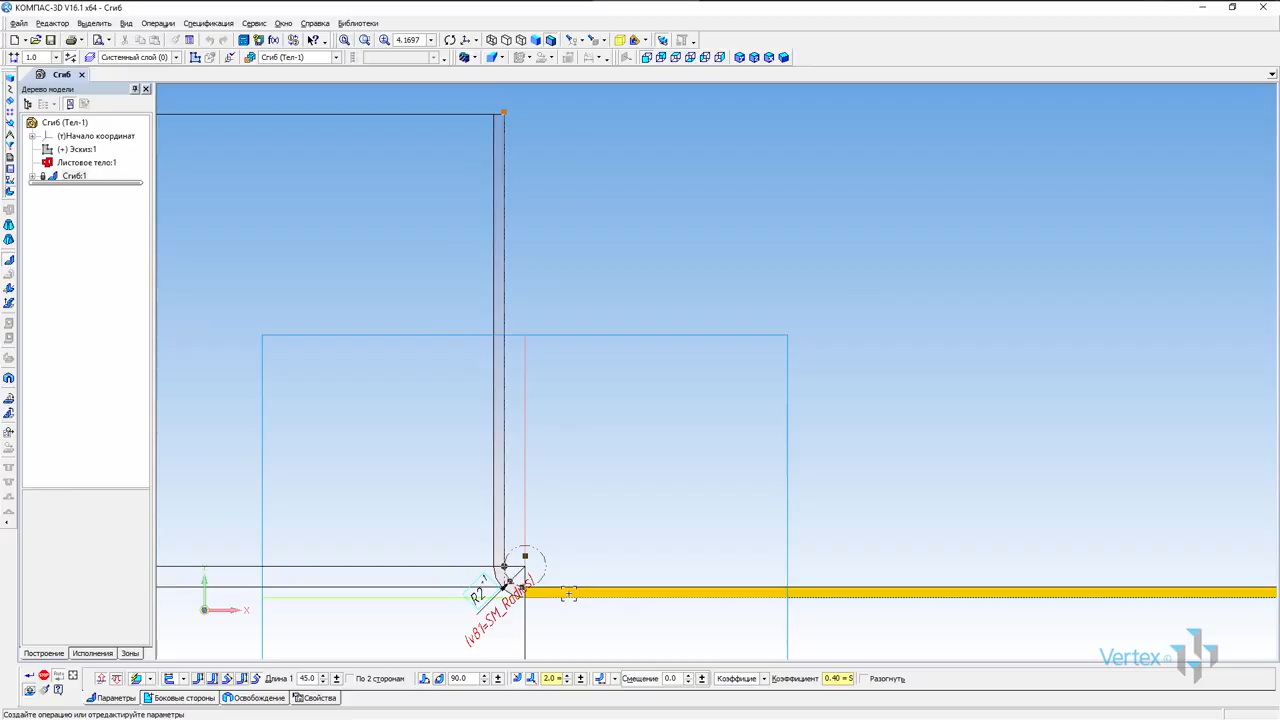 КОМПАС-3D V16.1 x64 - Сгиб
Файл Редактор Выделить Вид Операции Спецификация Сервис Окно Справка Библиотеки
4.1697
1.0 Системный слой (0) Сгиб (Тел-1)
Сгиб
Дерево модели
Сгиб (Тел-1)
(т)Начало координат
(+) Эскиз:1
Листовое тело:1
Сгиб:1
R2
(v81=SM_Radius)
Y
X
Vertex
Построение Исполнения Зоны
Длина 1 45.0 По 2 сторонам 90.0 2.0 = Смещение 0.0 Коэффицие Коэффициент 0.40 = S Разогнуть
Параметры Боковые стороны Освобождение Свойства
Создайте операцию или отредактируйте параметры